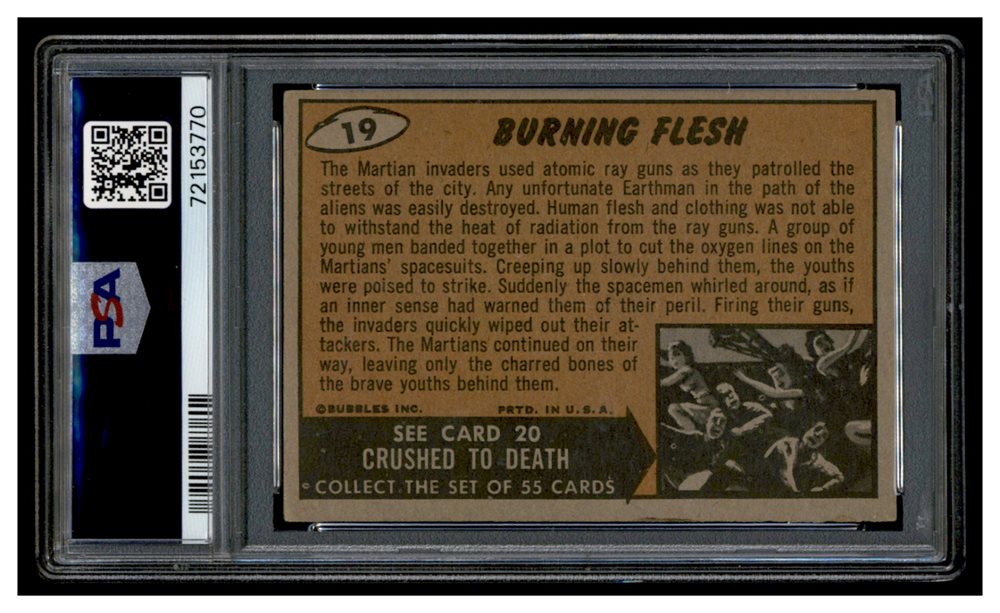 72153770
PSA
19
BURNING FLESH
The Martian invaders used atomic ray guns as they patrolled the
streets of the city. Any unfortunate Earthman in the path of the
aliens was easily destroyed. Human flesh and clothing was not able
to withstand the heat of radiation from the ray guns. A group of
young men banded together in a plot to cut the oxygen lines on the
Martians' spacesuits. Creeping up slowly behind them, the youths
were poised to strike. Suddenly the spacemen whirled around, as if
an inner sense had warned them of their peril. Firing their guns,
the invaders quickly wiped out their at-
tackers. The Martians continued on their
way, leaving only the charred bones of
the brave youths behind them.
©BUBBLES INC. PRTD. IN U.S.A.
SEE CARD 20
CRUSHED TO DEATH
COLLECT THE SET OF 55 CARDS